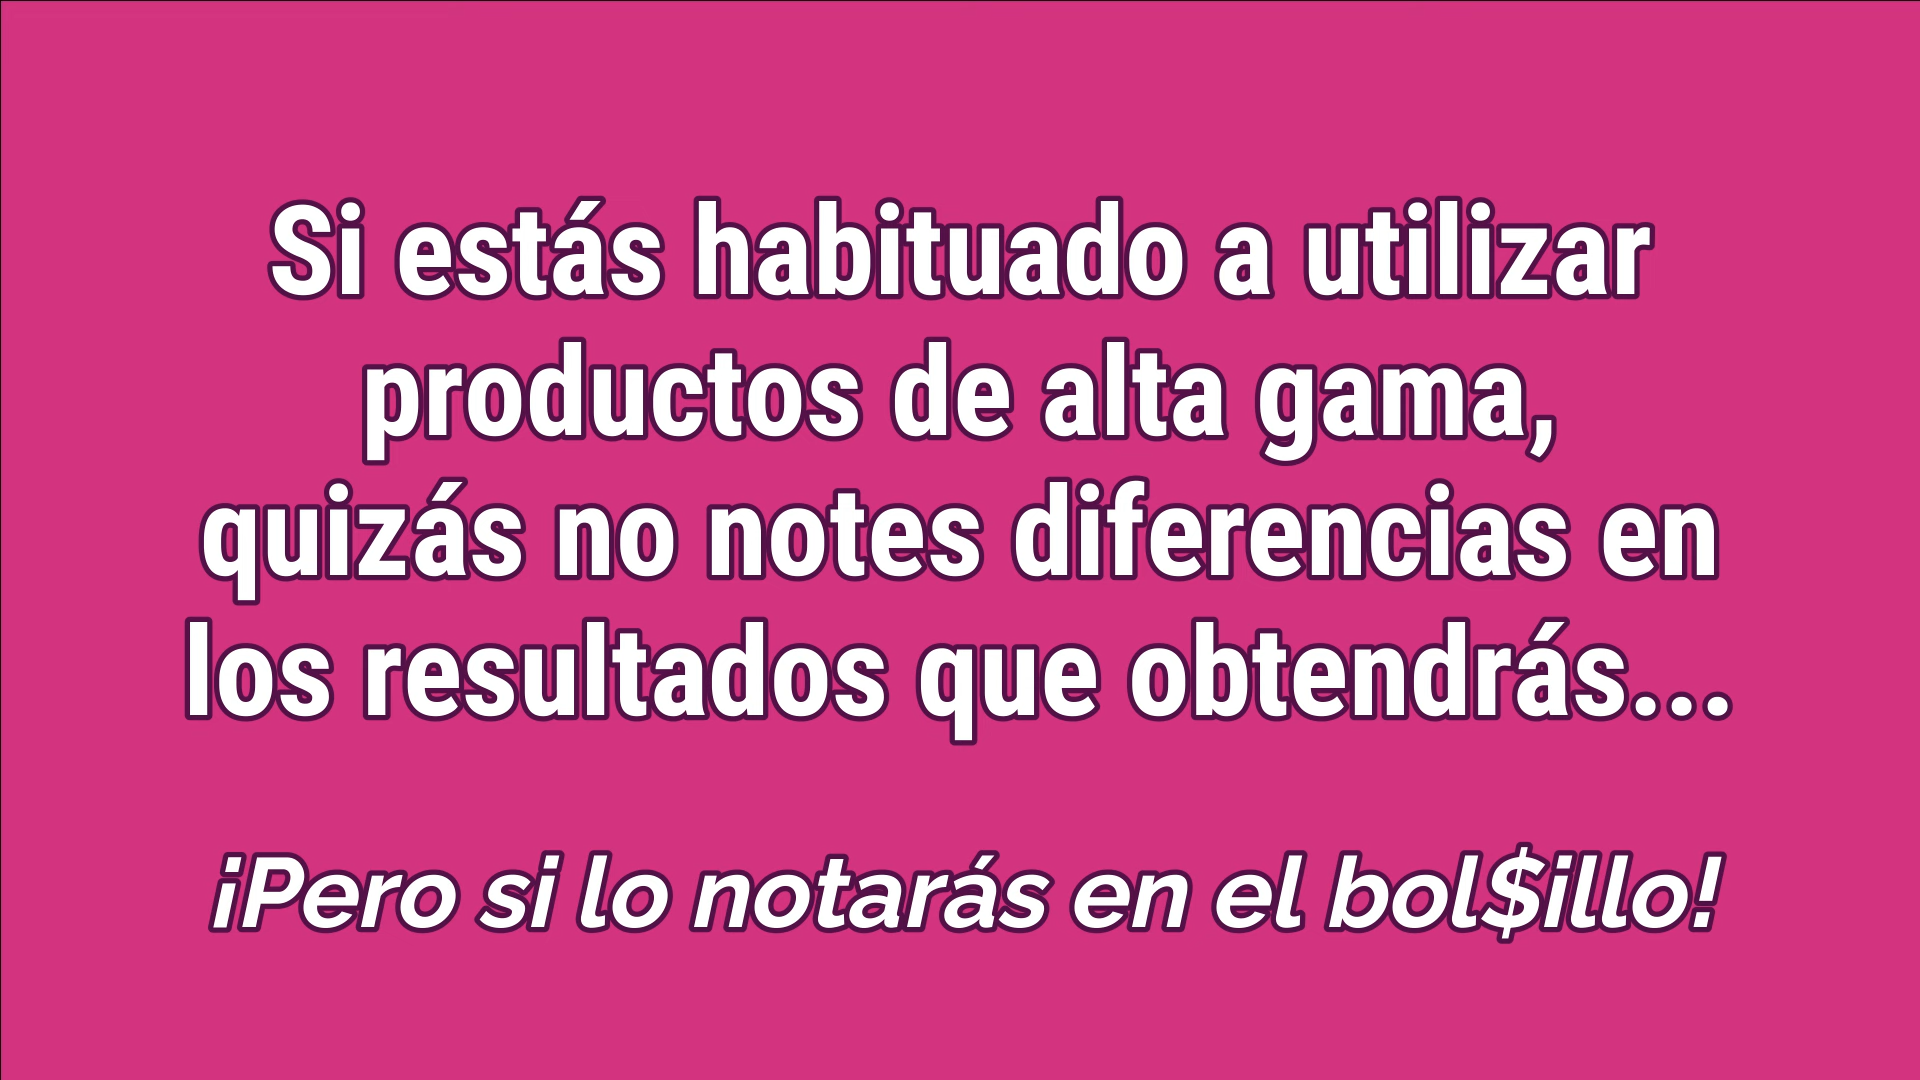 Si estás habituado a utilizar
productos de alta gama,
quizás no notes diferencias en
los resultados que obtendrás...
¡Pero si lo notarás en el bol$illo!